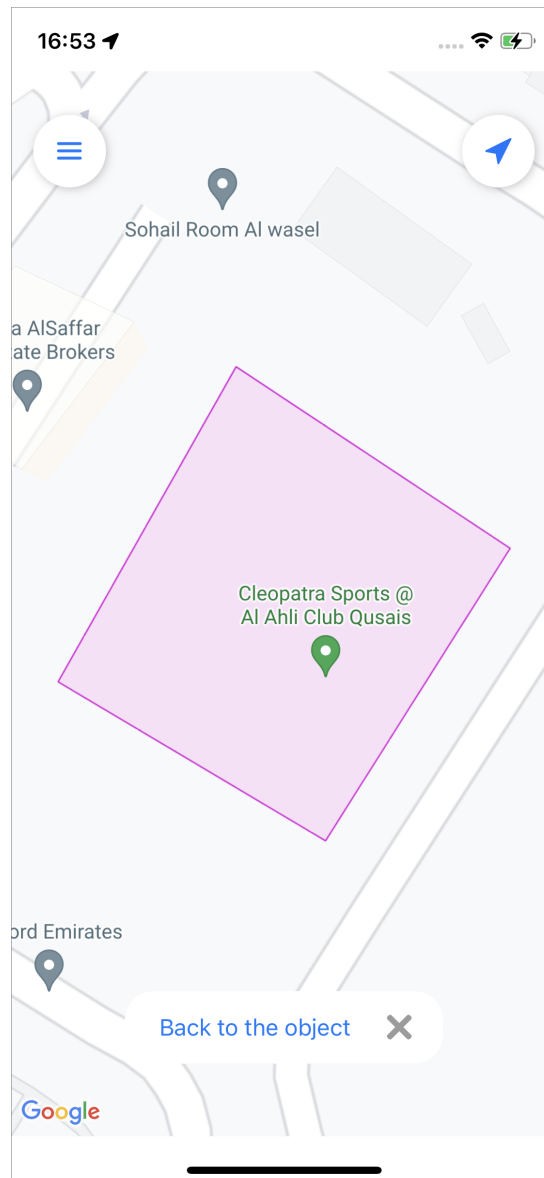 16:53
Sohail Room Al wasel
a AlSaffar
ate Brokers
Cleopatra Sports @
Al Ahli Club Qusais
ord Emirates
Back to the object
Google